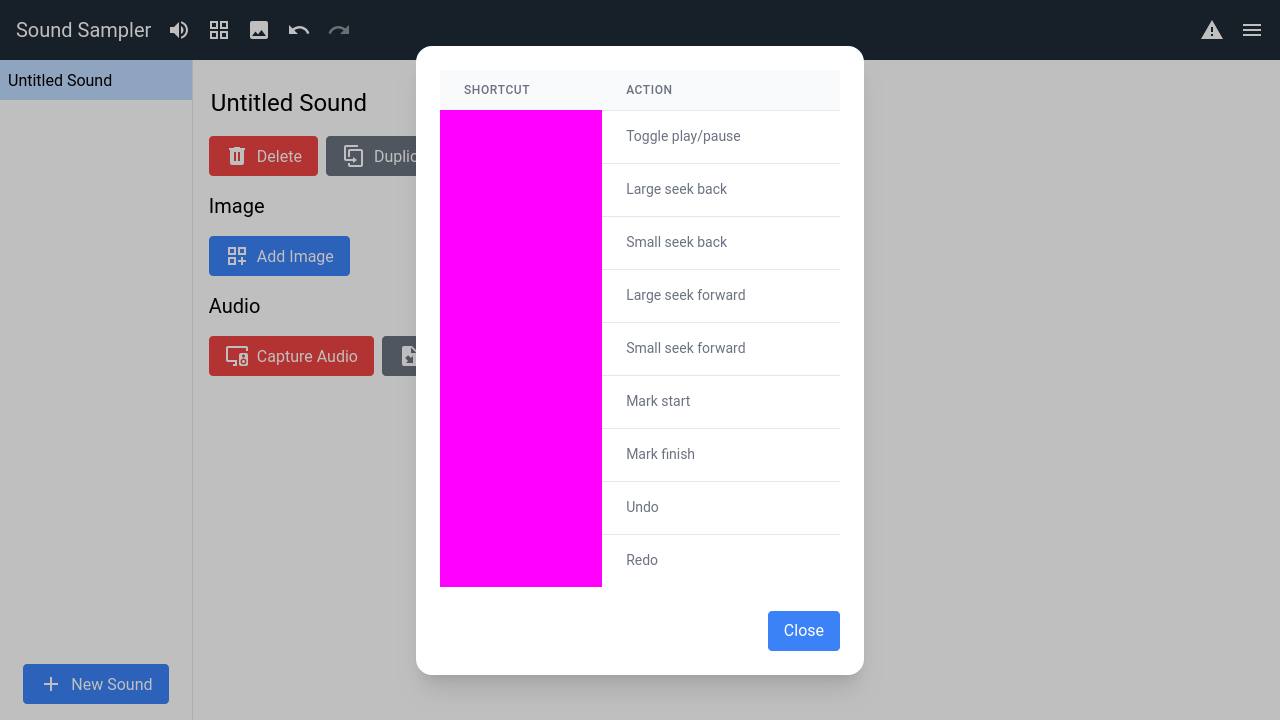 Sound Sampler
Untitled Sound
Untitled Sound
Delete
Image
Add Image
Audio
Capture Audio
New Sound
SHORTCUT ACTION
Toggle play/pause
Large seek back
Small seek back
Large seek forward
Small seek forward
Mark start
Mark finish
Undo
Redo
Close